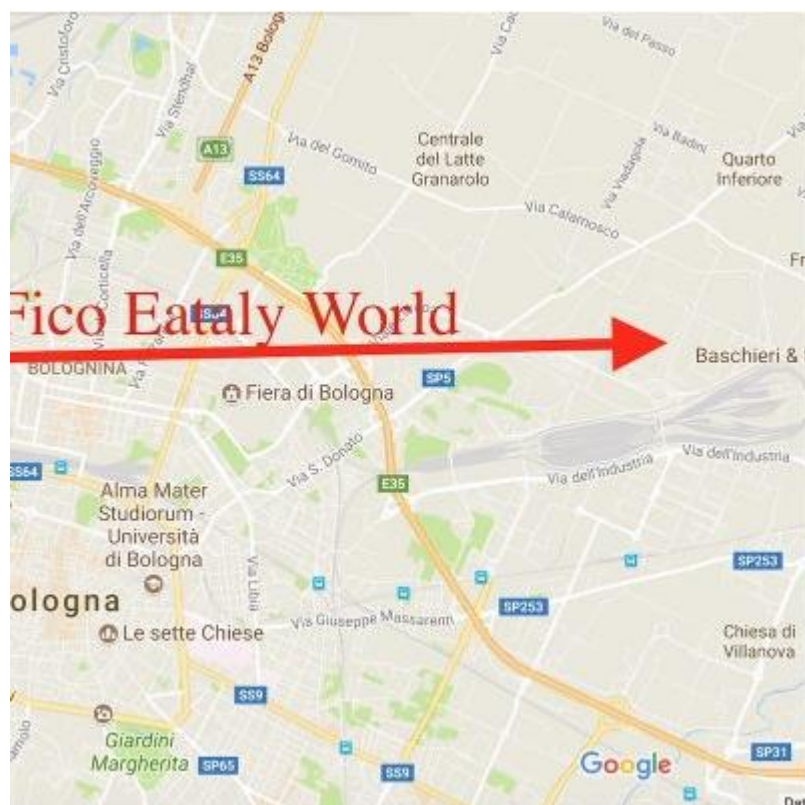 Via Cristoforo
Via Stendhal
A13 Bologna
Via Ca
Via del Passo
A13
Via del Gomito
Centrale
del Latte
Granarolo
Via Badini
Via Viadagola
Quarto
Inferiore
SS64
Via dell'Arcoveggio
Via Calamosco
E35
Corticella
Fr
Fico Eataly World
SS64
BOLOGNINA
SP5
Baschieri &
Fiera di Bologna
Via S. Donato
Via dell'Industria
Via dell'Industria
SS64
E35
Alma Mater
Studiorum -
Università
di Bologna
Via Libia
SP253
ologna
SP253
Via Giuseppe Massarenti
Le sette Chiese
Chiesa di
Villanova
SS9
Giardini
Margherita
SP65
SS9
Google
SP31
Dat